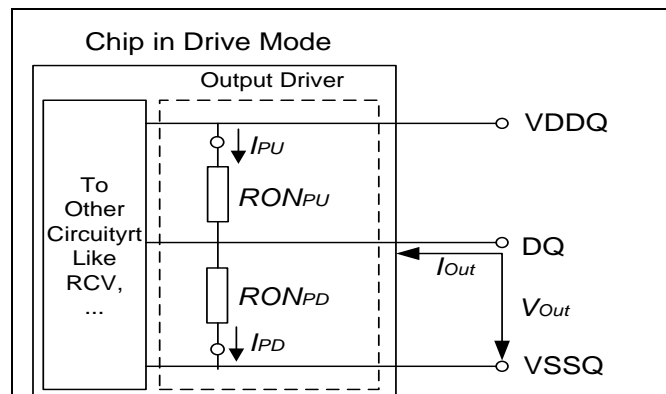 Chip in Drive Mode
Output Driver
To
Other
Circuityrt
Like
RCV,
...
IPU
RONPU
RONPD
IPD
VDDQ
DQ
IOut
VOut
VSSQ